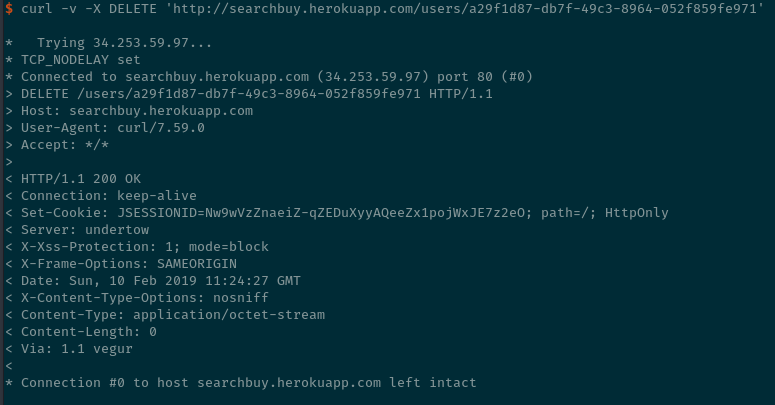 $ curl -v -X DELETE 'http://searchbuy.herokuapp.com/users/a29f1d87-db7f-49c3-8964-052f859fe971'
* Trying 34.253.59.97...
* TCP_NODELAY set
* Connected to searchbuy.herokuapp.com (34.253.59.97) port 80 (#0)
> DELETE /users/a29f1d87-db7f-49c3-8964-052f859fe971 HTTP/1.1
> Host: searchbuy.herokuapp.com
> User-Agent: curl/7.59.0
> Accept: */*
>
< HTTP/1.1 200 OK
< Connection: keep-alive
< Set-Cookie: JSESSIONID=Nw9wVzZnaeiZ-qZEDuXyyAQeeZx1pojWxJE7z2eO; path=/; HttpOnly
< Server: undertow
< X-Xss-Protection: 1; mode=block
< X-Frame-Options: SAMEORIGIN
< Date: Sun, 10 Feb 2019 11:24:27 GMT
< X-Content-Type-Options: nosniff
< Content-Type: application/octet-stream
< Content-Length: 0
< Via: 1.1 vegur
<
* Connection #0 to host searchbuy.herokuapp.com left intact